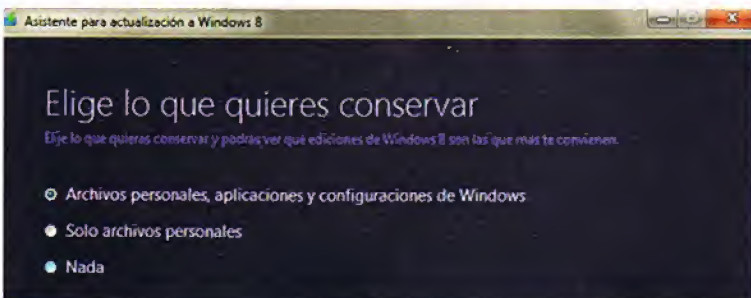 Asistente para actualización a Windows 8
Elige lo que quieres conservar
Elije lo que quieras conservar y podrás ver qué ediciones de Windows 8 son las que más te convienen.
Archivos personales, aplicaciones y configuraciones de Windows
Solo archivos personales
Nada